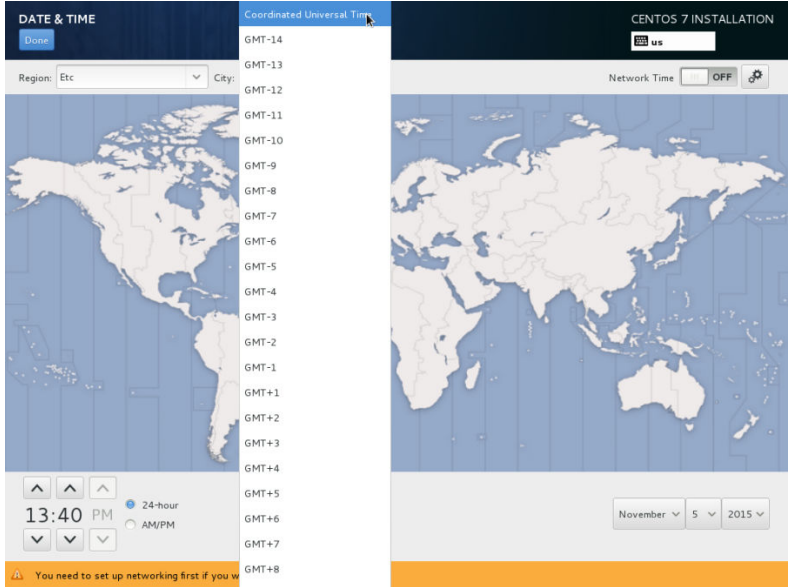 DATE & TIME
CENTOS 7 INSTALLATION
Done
us
Region: Etc City:
Network Time OFF
Coordinated Universal Time
GMT-14
GMT-13
GMT-12
GMT-11
GMT-10
GMT-9
GMT-8
GMT-7
GMT-6
GMT-5
GMT-4
GMT-3
GMT-2
GMT-1
GMT+1
GMT+2
GMT+3
GMT+4
GMT+5
GMT+6
GMT+7
GMT+8
13:40 PM
24-hour
AM/PM
November 5 2015
You need to set up networking first if you w